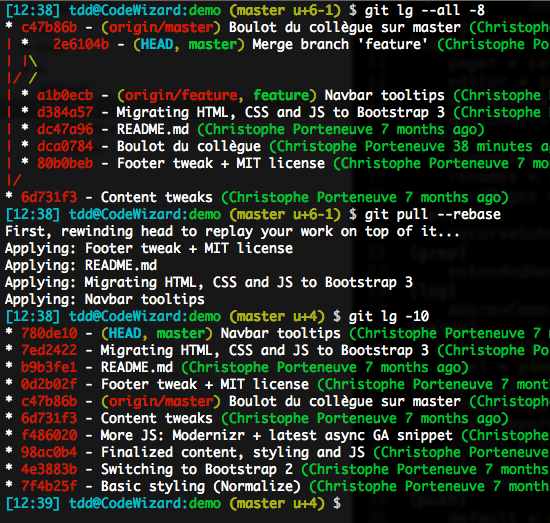 [12:38] tdd@CodeWizard:demo (master u+6-1) $ git lg --all -8
* c47b86b - (origin/master) Boulot du collègue sur master (Christophe
| *   2e6104b - (HEAD, master) Merge branch 'feature' (Christophe Por
| |\
|/ /
| * a1b0ecb - (origin/feature, feature) Navbar tooltips (Christophe
| * d384a57 - Migrating HTML, CSS and JS to Bootstrap 3 (Christophe
| * dc47a96 - README.md (Christophe Porteneuve 7 months ago)
| * dca0784 - Boulot du collègue (Christophe Porteneuve 38 minutes a
| * 80b0beb - Footer tweak + MIT license (Christophe Porteneuve 7 mon
|/
* 6d731f3 - Content tweaks (Christophe Porteneuve 7 months ago)
[12:38] tdd@CodeWizard:demo (master u+6-1) $ git pull --rebase
First, rewinding head to replay your work on top of it...
Applying: Footer tweak + MIT license
Applying: README.md
Applying: Migrating HTML, CSS and JS to Bootstrap 3
Applying: Navbar tooltips
[12:38] tdd@CodeWizard:demo (master u+4) $ git lg -10
* 780de10 - (HEAD, master) Navbar tooltips (Christophe Porteneuve 7
* 7ed2422 - Migrating HTML, CSS and JS to Bootstrap 3 (Christophe
* b9b3fe1 - README.md (Christophe Porteneuve 7 months ago)
* 0d2b02f - Footer tweak + MIT license (Christophe Porteneuve 7 mont
* c47b86b - (origin/master) Boulot du collègue sur master (Christophe
* 6d731f3 - Content tweaks (Christophe Porteneuve 7 months ago)
* f486020 - More JS: Modernizr + latest async GA snippet (Christoph
* 98ac0b4 - Finalized content, styling and JS (Christophe Porteneuve
* 4e3883b - Switching to Bootstrap 2 (Christophe Porteneuve 7 months
* 7f4b25f - Basic styling (Normalize) (Christophe Porteneuve 7 month
[12:39] tdd@CodeWizard:demo (master u+4) $